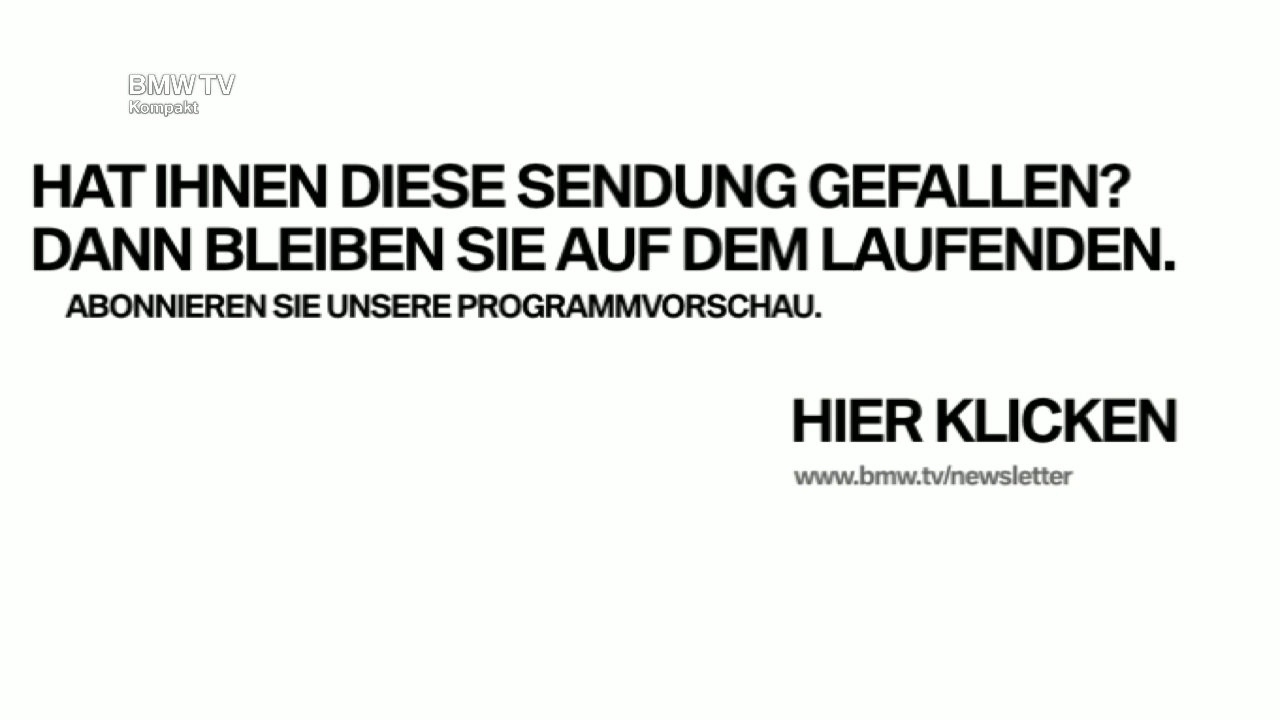 BMW TV
Kompakt
HAT IHNEN DIESE SENDUNG GEFALLEN?
DANN BLEIBEN SIE AUF DEM LAUFENDEN.
ABONNIEREN SIE UNSERE PROGRAMMVORSCHAU.
HIER KLICKEN
www.bmw.tv/newsletter